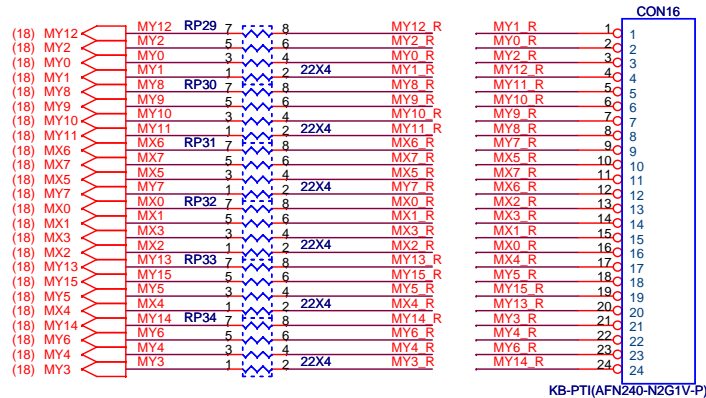 CON16
(18) MY12 MY12 RP29 7 8 MY12_R MY1_R 1 1
(18) MY2 MY2 5 6 MY2_R MY0_R 2 2
(18) MY0 MY0 3 4 MY0_R MY2_R 3 3
(18) MY1 MY1 1 2 22X4 MY1_R MY12_R 4 4
(18) MY8 MY8 RP30 7 8 MY8_R MY11_R 5 5
(18) MY9 MY9 5 6 MY9_R MY10_R 6 6
(18) MY10 MY10 3 4 MY10_R MY9_R 7 7
(18) MY11 MY11 1 2 22X4 MY11_R MY8_R 8 8
(18) MX6 MX6 RP31 7 8 MX6_R MY7_R 9 9
(18) MX7 MX7 5 6 MX7_R MX5_R 10 10
(18) MX5 MX5 3 4 MX5_R MX7_R 11 11
(18) MY7 MY7 1 2 22X4 MY7_R MX6_R 12 12
(18) MX0 MX0 RP32 7 8 MX0_R MX2_R 13 13
(18) MX1 MX1 5 6 MX1_R MX3_R 14 14
(18) MX3 MX3 3 4 MX3_R MX1_R 15 15
(18) MX2 MX2 1 2 22X4 MX2_R MX0_R 16 16
(18) MY13 MY13 RP33 7 8 MY13_R MX4_R 17 17
(18) MY15 MY15 5 6 MY15_R MY5_R 18 18
(18) MY5 MY5 3 4 MY5_R MY15_R 19 19
(18) MX4 MX4 1 2 22X4 MX4_R MY13_R 20 20
(18) MY14 MY14 RP34 7 8 MY14_R MY3_R 21 21
(18) MY6 MY6 5 6 MY6_R MY4_R 22 22
(18) MY4 MY4 3 4 MY4_R MY6_R 23 23
(18) MY3 MY3 1 2 22X4 MY3_R MY14_R 24 24
KB-PTI(AFN240-N2G1V-P)